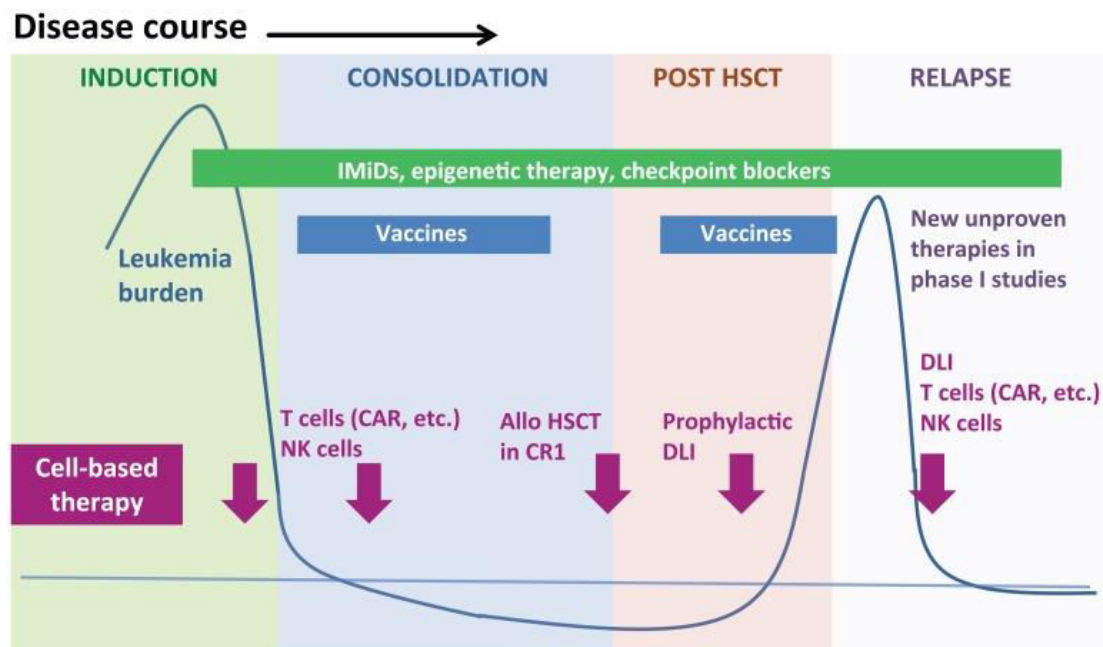 Disease course
INDUCTION
CONSOLIDATION
POST HSCT
RELAPSE
IMiDs, epigenetic therapy, checkpoint blockers
Vaccines
Vaccines
Leukemia
burden
New unproven
therapies in
phase I studies
T cells (CAR, etc.)
NK cells
Allo HSCT
in CR1
Prophylactic
DLI
DLI
T cells (CAR, etc.)
NK cells
Cell-based
therapy